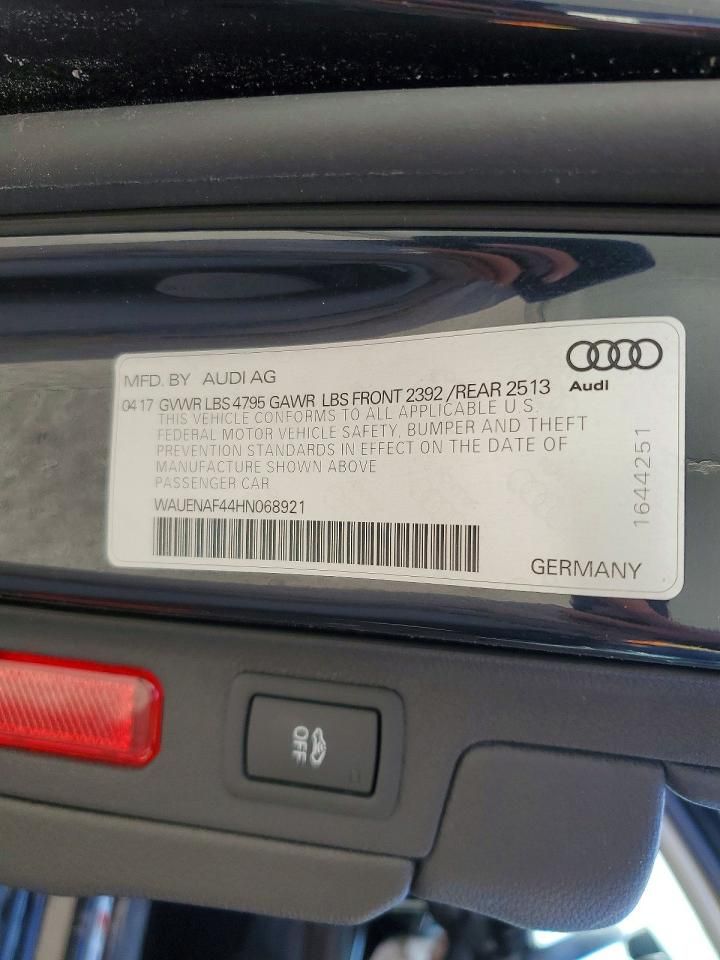 MFD. BY AUDI AG
Audi
04 17 GVWR LBS 4795 GAWR LBS FRONT 2392 /REAR 2513
THIS VEHICLE CONFORMS TO ALL APPLICABLE U.S.
FEDERAL MOTOR VEHICLE SAFETY, BUMPER AND THEFT
PREVENTION STANDARDS IN EFFECT ON THE DATE OF
MANUFACTURE SHOWN ABOVE
PASSENGER CAR
WAUENAF44HN068921
GERMANY
1644251
OFF